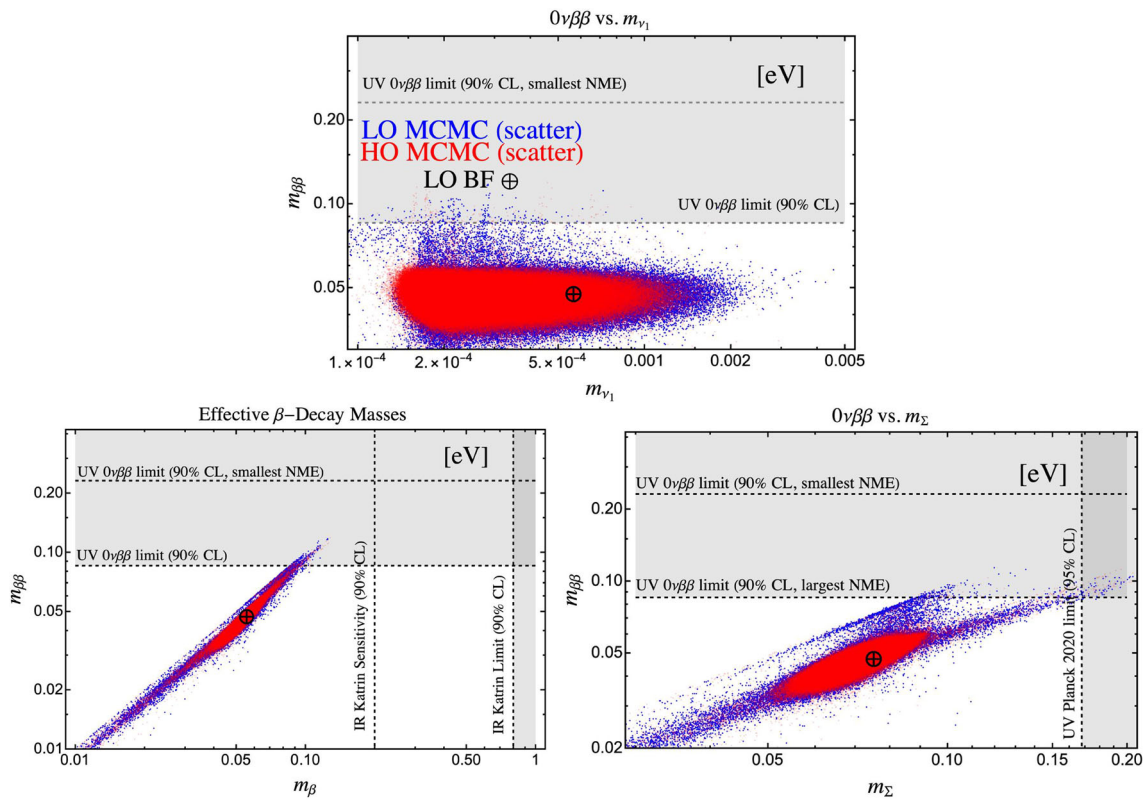 0νββ vs. m_ν1
[eV]
UV 0νββ limit (90% CL, smallest NME)
LO MCMC (scatter)
HO MCMC (scatter)
LO BF ⊕
UV 0νββ limit (90% CL)
m_ββ
0.20
0.10
0.05
1.×10⁻⁴ 2.×10⁻⁴ 5.×10⁻⁴ 0.001 0.002 0.005
m_ν1
Effective β–Decay Masses
[eV]
UV 0νββ limit (90% CL, smallest NME)
UV 0νββ limit (90% CL)
IR Katrin Sensitivity (90% CL)
IR Katrin Limit (90% CL)
m_ββ
0.20
0.10
0.05
0.02
0.01
0.01 0.05 0.10 0.50 1
m_β
0νββ vs. m_Σ
[eV]
UV 0νββ limit (90% CL, smallest NME)
UV 0νββ limit (90% CL, largest NME)
UV Planck 2020 limit (95% CL)
m_ββ
0.20
0.10
0.05
0.02
0.05 0.10 0.15 0.20
m_Σ